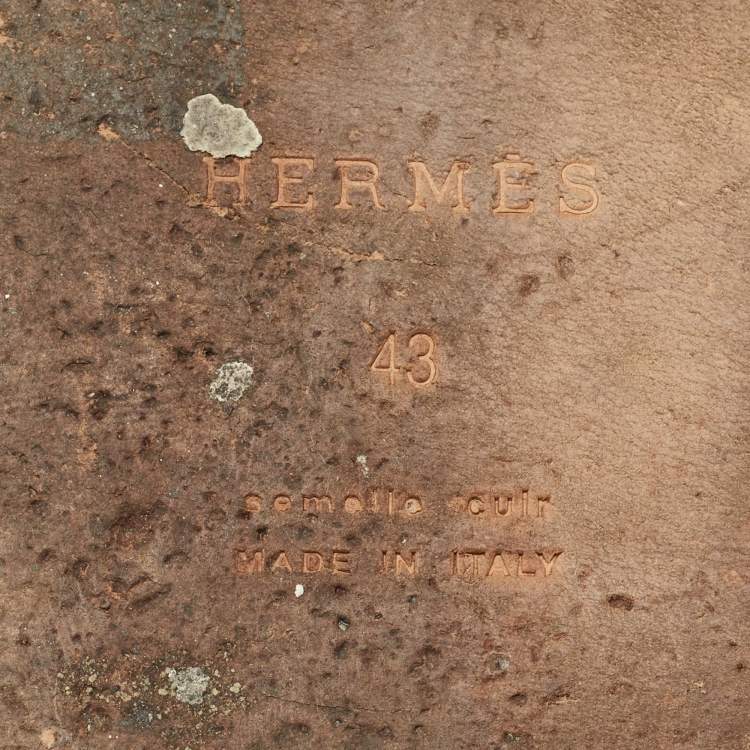 HERMÈS
43
semelle cuir
MADE IN ITALY